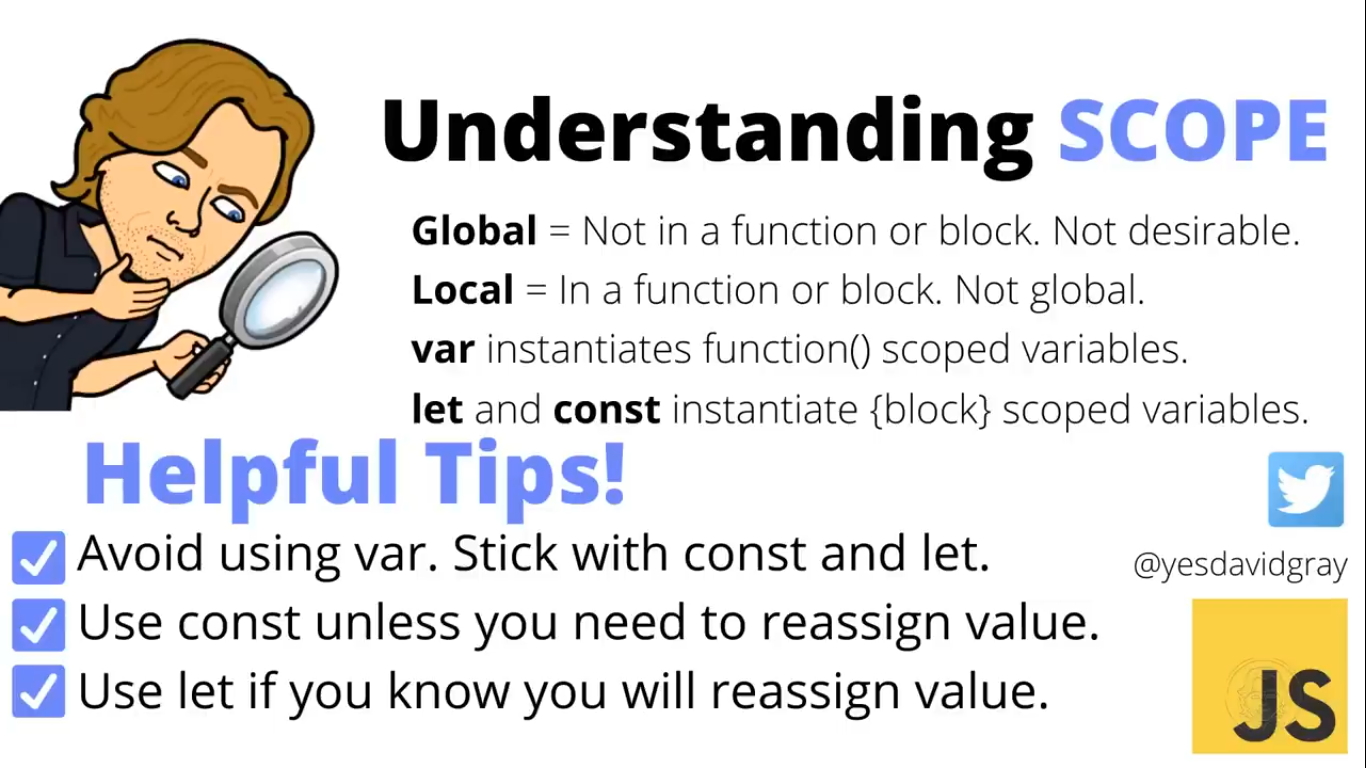 Understanding SCOPE
Global = Not in a function or block. Not desirable.
Local = In a function or block. Not global.
var instantiates function() scoped variables.
let and const instantiate {block} scoped variables.
Helpful Tips!
Avoid using var. Stick with const and let.
@yesdavidgray
Use const unless you need to reassign value.
Use let if you know you will reassign value.
JS